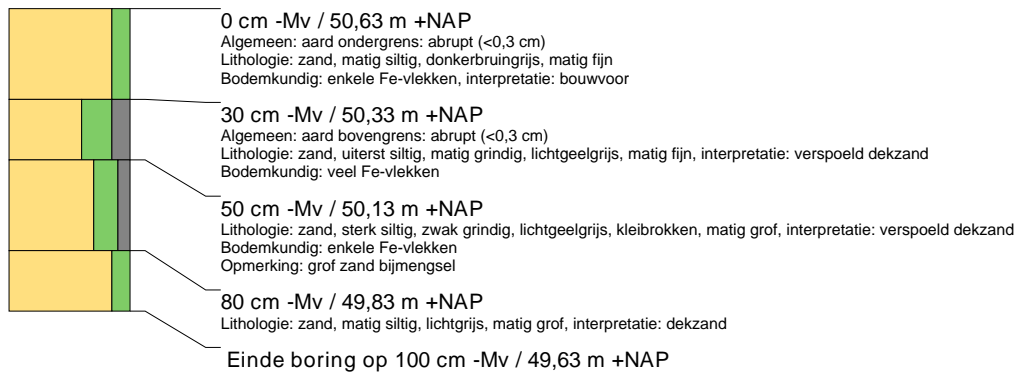 0 cm -Mv / 50,63 m +NAP
Algemeen: aard ondergrens: abrupt (<0,3 cm)
Lithologie: zand, matig siltig, donkerbruingrijs, matig fijn
Bodemkundig: enkele Fe-vlekken, interpretatie: bouwvoor
30 cm -Mv / 50,33 m +NAP
Algemeen: aard bovengrens: abrupt (<0,3 cm)
Lithologie: zand, uiterst siltig, matig grindig, lichtgeelgrijs, matig fijn, interpretatie: verspoeld dekzand
Bodemkundig: veel Fe-vlekken
50 cm -Mv / 50,13 m +NAP
Lithologie: zand, sterk siltig, zwak grindig, lichtgeelgrijs, kleibrokken, matig grof, interpretatie: verspoeld dekzand
Bodemkundig: enkele Fe-vlekken
Opmerking: grof zand bijmengsel
80 cm -Mv / 49,83 m +NAP
Lithologie: zand, matig siltig, lichtgrijs, matig grof, interpretatie: dekzand
Einde boring op 100 cm -Mv / 49,63 m +NAP